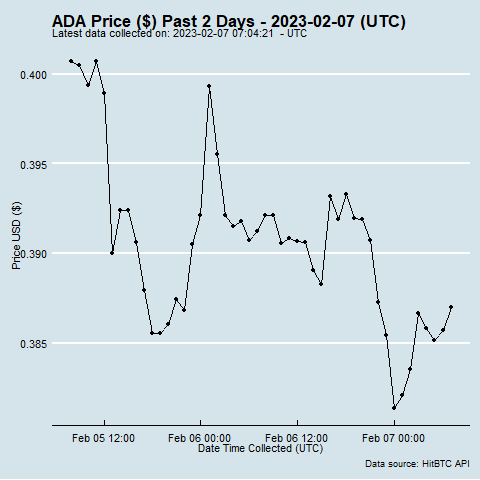 ADA Price ($) Past 2 Days - 2023-02-07 (UTC)
Latest data collected on: 2023-02-07 07:04:21 - UTC
0.400
0.395
0.390
0.385
Price USD ($)
Feb 05 12:00
Feb 06 00:00
Feb 06 12:00
Feb 07 00:00
Date Time Collected (UTC)
Data source: HitBTC API